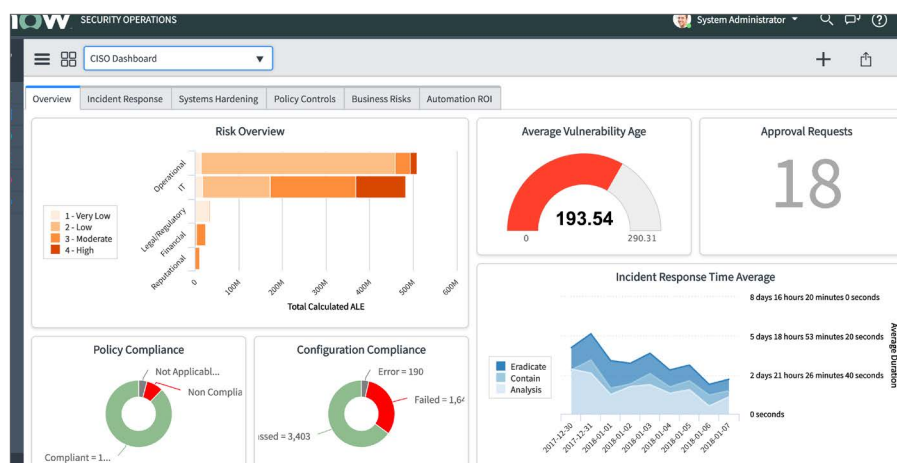 SECURITY OPERATIONS
System Administrator
CISO Dashboard
Overview
Incident Response
Systems Hardening
Policy Controls
Business Risks
Automation ROI
Risk Overview
1 - Very Low
2 - Low
3 - Moderate
4 - High
Operational
IT
Legal/Regulatory
Financial
Reputational
0
100M
200M
300M
400M
500M
600M
Total Calculated ALE
Average Vulnerability Age
193.54
0
290.31
Approval Requests
18
Policy Compliance
Not Applicabl...
Non Complia
Compliant = 1...
Configuration Compliance
Error = 190
Failed = 1,64
ssed = 3,403
Incident Response Time Average
Eradicate
Contain
Analysis
8 days 16 hours 20 minutes 0 seconds
5 days 18 hours 53 minutes 20 seconds
2 days 21 hours 26 minutes 40 seconds
0 seconds
Average Duration
2017-12-30
2017-12-31
2018-01-01
2018-01-02
2018-01-03
2018-01-04
2018-01-05
2018-01-06
2018-01-07